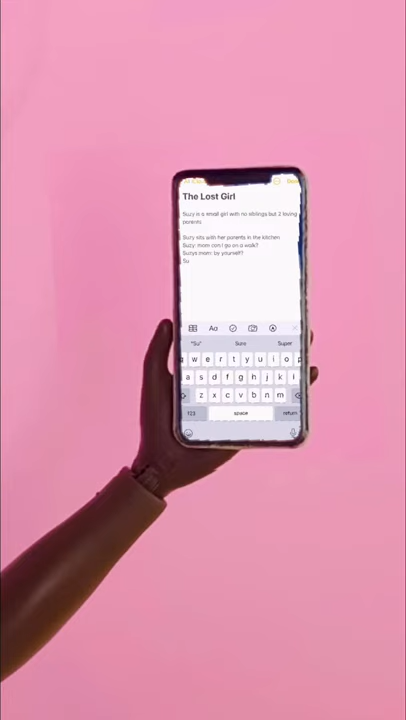 The Lost Girl
Suzy is a small girl with no siblings but 2 loving
parents
Suzy sits with her parents in the kitchen
Suzy: mom can I go on a walk?
Suzys mom: by yourself?
Su
Aa
"Su" Sure Super
q w e r t y u i o p
a s d f g h j k l
z x c v b n m
123 space return